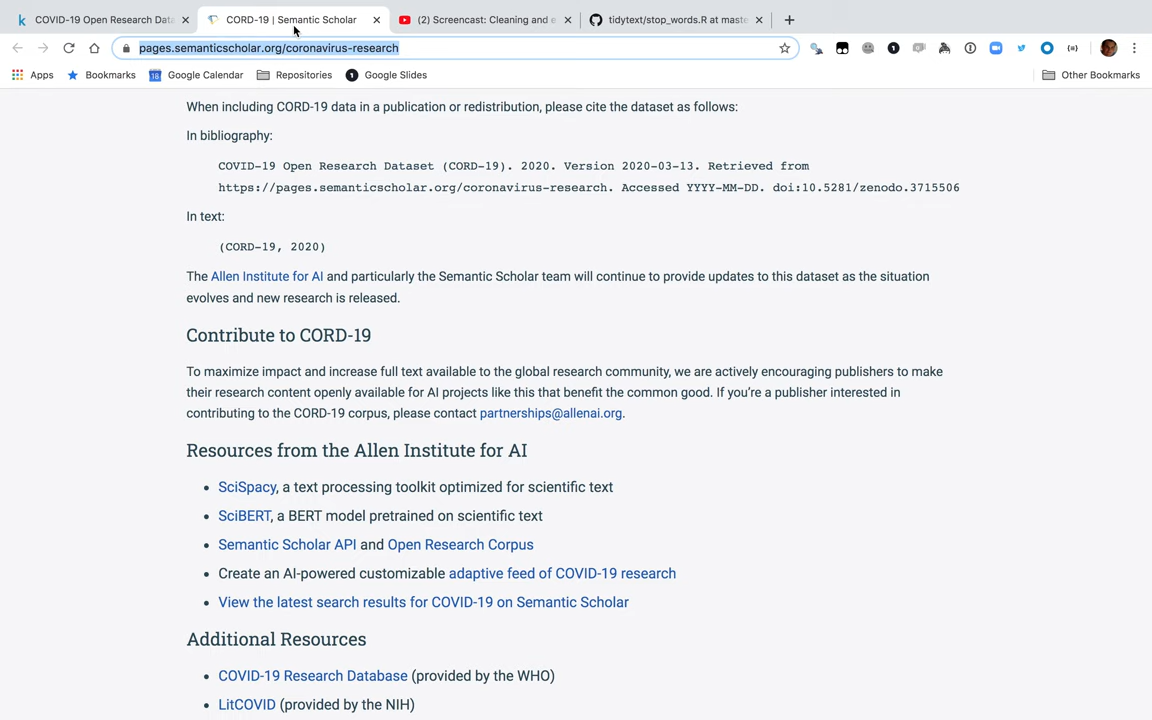 COVID-19 Open Research Data
CORD-19 | Semantic Scholar
(2) Screencast: Cleaning and e
tidytext/stop_words.R at maste
pages.semanticscholar.org/coronavirus-research
Apps
Bookmarks
Google Calendar
Repositories
Google Slides
Other Bookmarks
When including CORD-19 data in a publication or redistribution, please cite the dataset as follows:
In bibliography:
COVID-19 Open Research Dataset (CORD-19). 2020. Version 2020-03-13. Retrieved from
https://pages.semanticscholar.org/coronavirus-research. Accessed YYYY-MM-DD. doi:10.5281/zenodo.3715506
In text:
(CORD-19, 2020)
The Allen Institute for AI and particularly the Semantic Scholar team will continue to provide updates to this dataset as the situation
evolves and new research is released.
Contribute to CORD-19
To maximize impact and increase full text available to the global research community, we are actively encouraging publishers to make
their research content openly available for AI projects like this that benefit the common good. If you're a publisher interested in
contributing to the CORD-19 corpus, please contact partnerships@allenai.org.
Resources from the Allen Institute for AI
• SciSpacy, a text processing toolkit optimized for scientific text
• SciBERT, a BERT model pretrained on scientific text
• Semantic Scholar API and Open Research Corpus
• Create an AI-powered customizable adaptive feed of COVID-19 research
• View the latest search results for COVID-19 on Semantic Scholar
Additional Resources
• COVID-19 Research Database (provided by the WHO)
• LitCOVID (provided by the NIH)